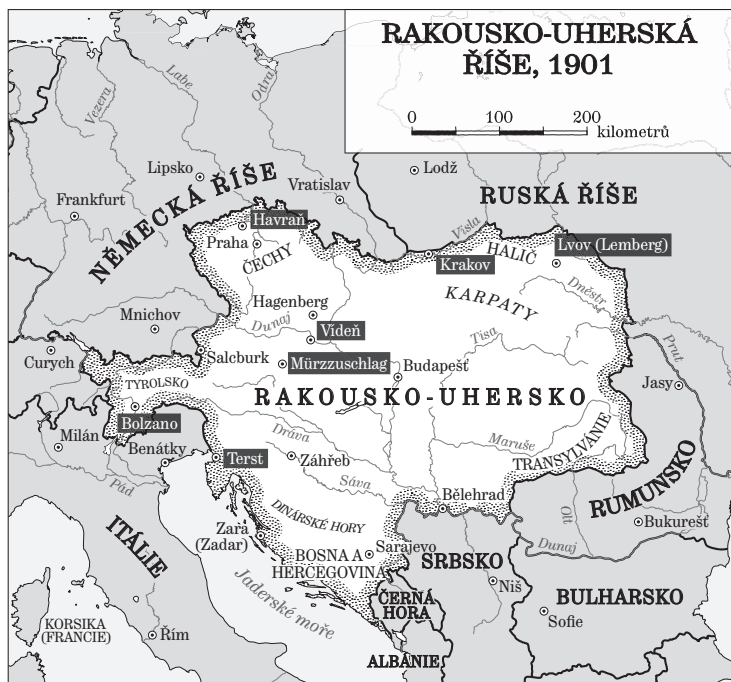 RAKOUSKO-UHERSKÁ
ŘÍŠE, 1901
0 100 200
kilometrů
Vezera
Labe
Odra
Lipsko
Vratislav
Lodž
Frankfurt
NĚMECKÁ ŘÍŠE
RUSKÁ ŘÍŠE
Visla
Havraň
Praha
ČECHY
Krakov
HALIČ
Lvov (Lemberg)
KARPATY
Dněstr
Mnichov
Hagenberg
Dunaj
Vídeň
Tisa
Prut
Curych
Salcburk
Mürzzuschlag
Budapešť
Jasy
TYROLSKO
RAKOUSKO-UHERSKO
Bolzano
Milán
Benátky
Terst
Dráva
Záhřeb
Sáva
Maruše
TRANSYLVÁNIE
Pád
RUMUNSKO
Bělehrad
Olt
Bukurešť
ITÁLIE
Zara
(Zadar)
DINÁRSKÉ HORY
BOSNA A
HERCEGOVINA
Sarajevo
SRBSKO
Dunaj
Niš
Jaderské moře
ČERNÁ
HORA
BULHARSKO
Sofie
KORSIKA
(FRANCIE)
Řím
ALBÁNIE